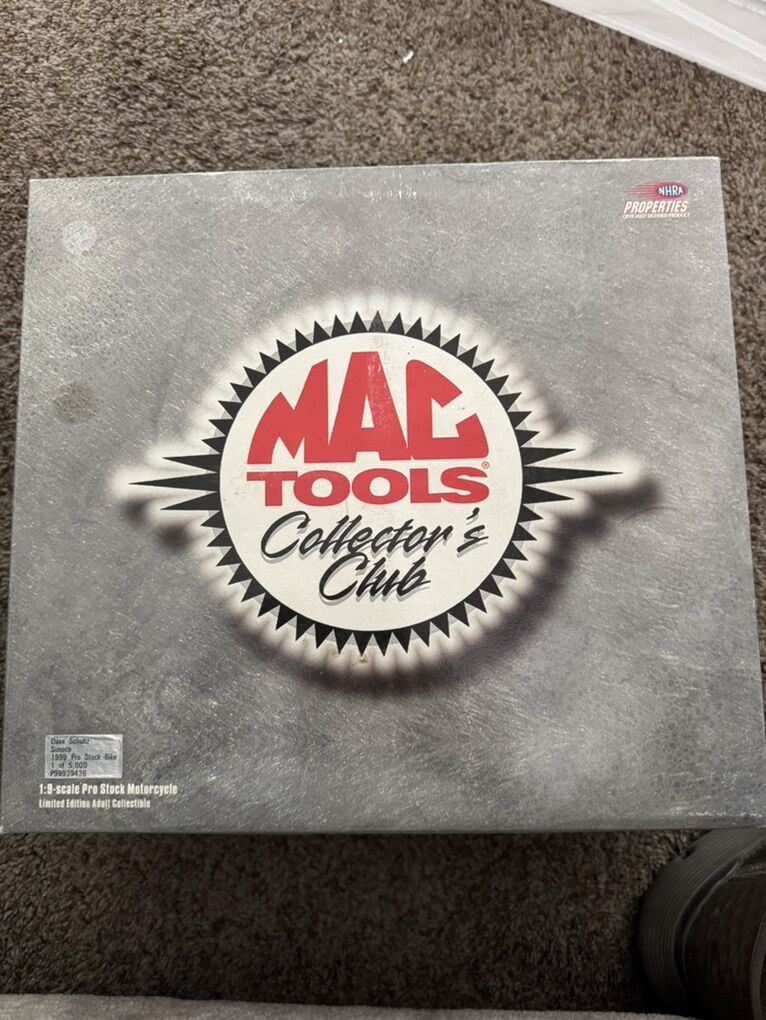 NHRA
PROPERTIES
OFFICIALLY LICENSED PRODUCT
MAC
TOOLS®
Collector's
Club
Dave Schultz
Sunoco
1999 Pro Stock Bike
1 of 5,000
P99939436
1:9-scale Pro Stock Motorcycle
Limited Edition Adult Collectible